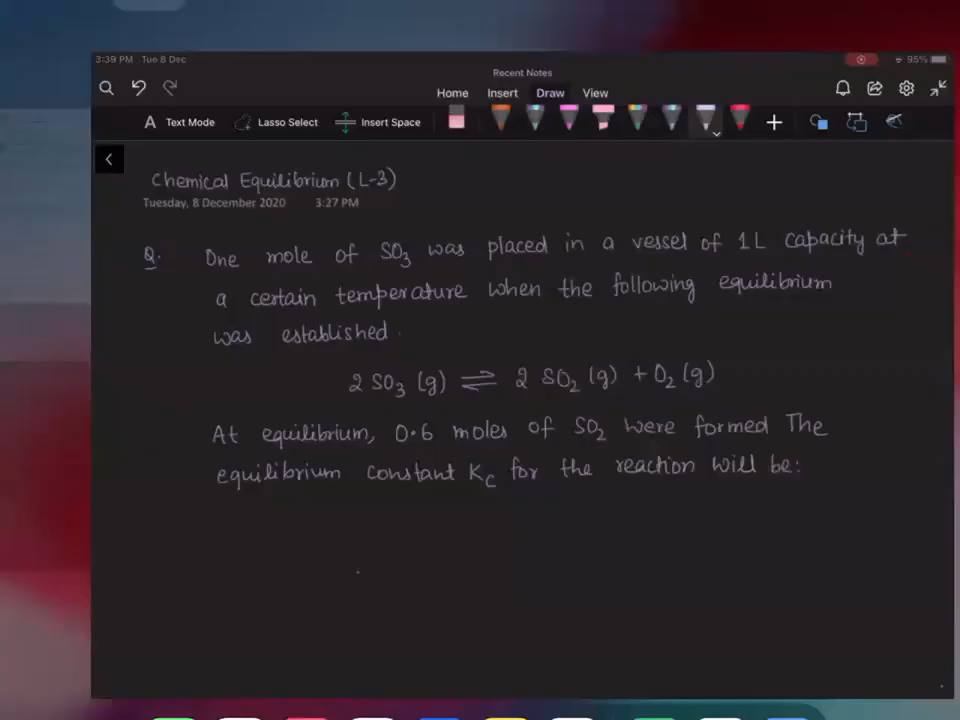 3:39 PM Tue 8 Dec
95%
Recent Notes
Home Insert Draw View
A Text Mode Lasso Select Insert Space
Chemical Equilibrium (L-3)
Tuesday, 8 December 2020 3:27 PM
Q. One mole of SO3 was placed in a vessel of 1L capacity at
a certain temperature when the following equilibrium
was established.
2 SO3 (g) ⇌ 2 SO2 (g) + O2 (g)
At equilibrium, 0.6 moles of SO2 were formed The
equilibrium constant KC for the reaction will be: